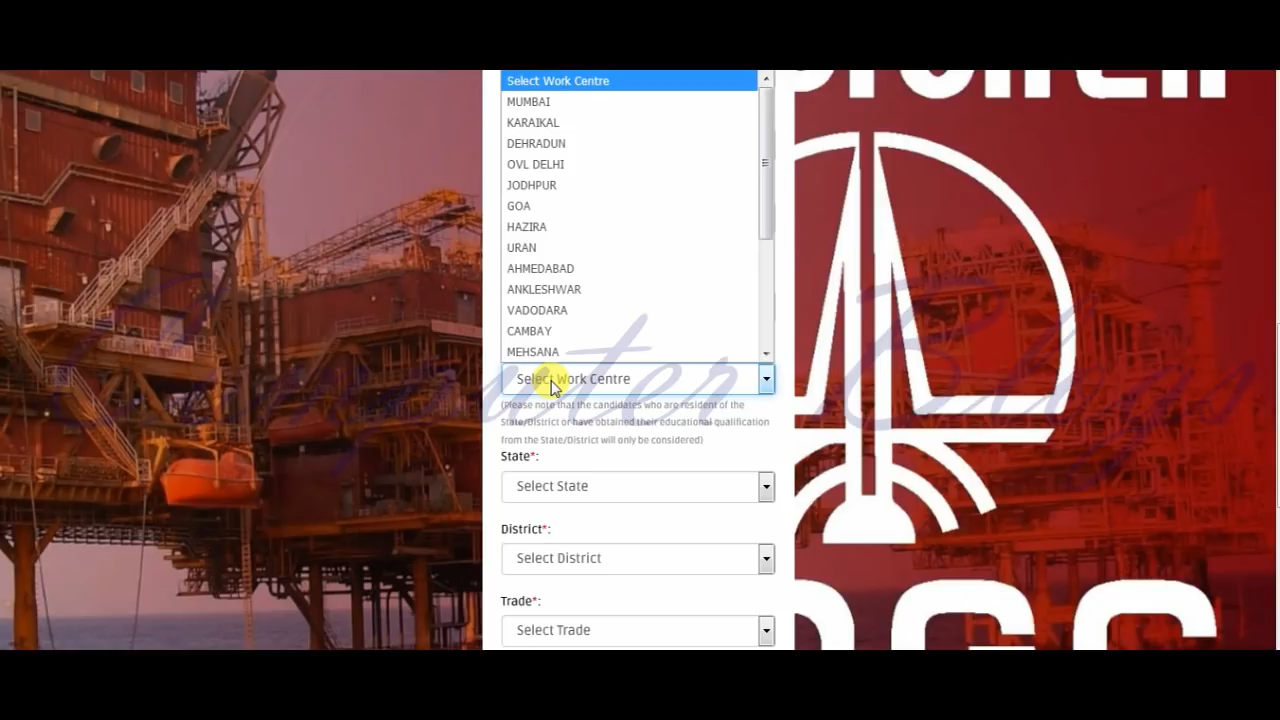 Select Work Centre
MUMBAI
KARAIKAL
DEHRADUN
OVL DELHI
JODHPUR
GOA
HAZIRA
URAN
AHMEDABAD
ANKLESHWAR
VADODARA
CAMBAY
MEHSANA
Select Work Centre
(Please note that the candidates who are resident of the
State/District or have obtained their educational qualification
from the State/District will only be considered)
State*:
Select State
District*:
Select District
Trade*:
Select Trade
Computer Blogs